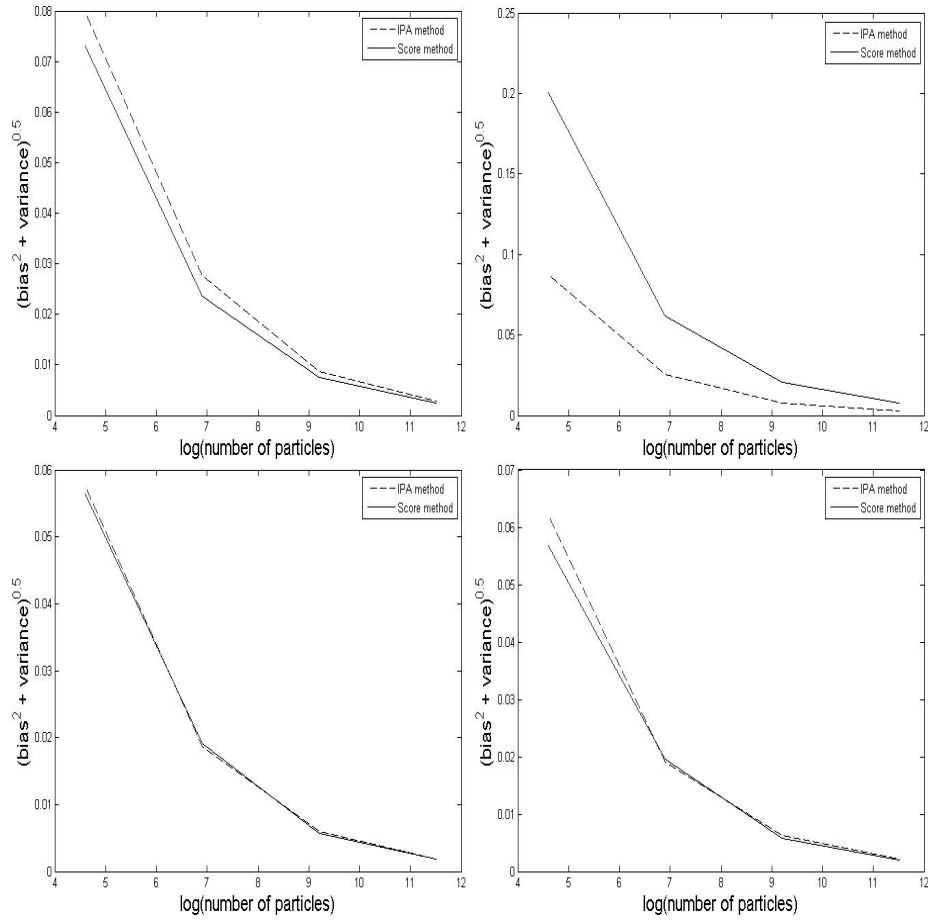 0.08
0.07
0.06
0.05
0.04
0.03
0.02
0.01
0
4 5 6 7 8 9 10 11 12
(bias² + variance)^0.5
log(number of particles)
IPA method
Score method
0.25
0.2
0.15
0.1
0.05
0
4 5 6 7 8 9 10 11 12
(bias² + variance)^0.5
log(number of particles)
IPA method
Score method
0.06
0.05
0.04
0.03
0.02
0.01
0
4 5 6 7 8 9 10 11 12
(bias² + variance)^0.5
log(number of particles)
IPA method
Score method
0.07
0.06
0.05
0.04
0.03
0.02
0.01
0
4 5 6 7 8 9 10 11 12
(bias² + variance)^0.5
log(number of particles)
IPA method
Score method